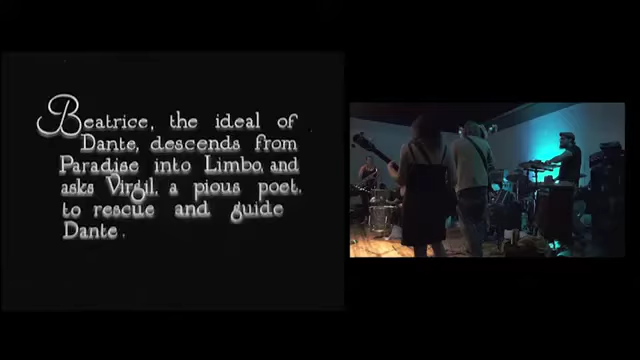 Beatrice, the ideal of
Dante, descends from
Paradise into Limbo, and
asks Virgil, a pious poet,
to rescue and guide
Dante.